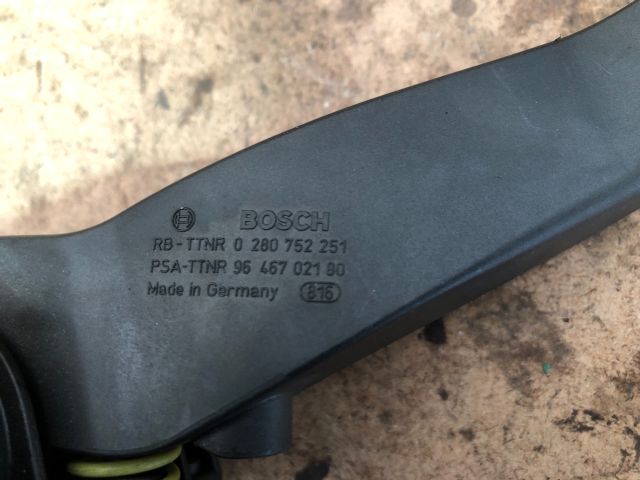 BOSCH
RB-TTNR 0 280 752 251
PSA-TTNR 96 467 021 80
Made in Germany 816